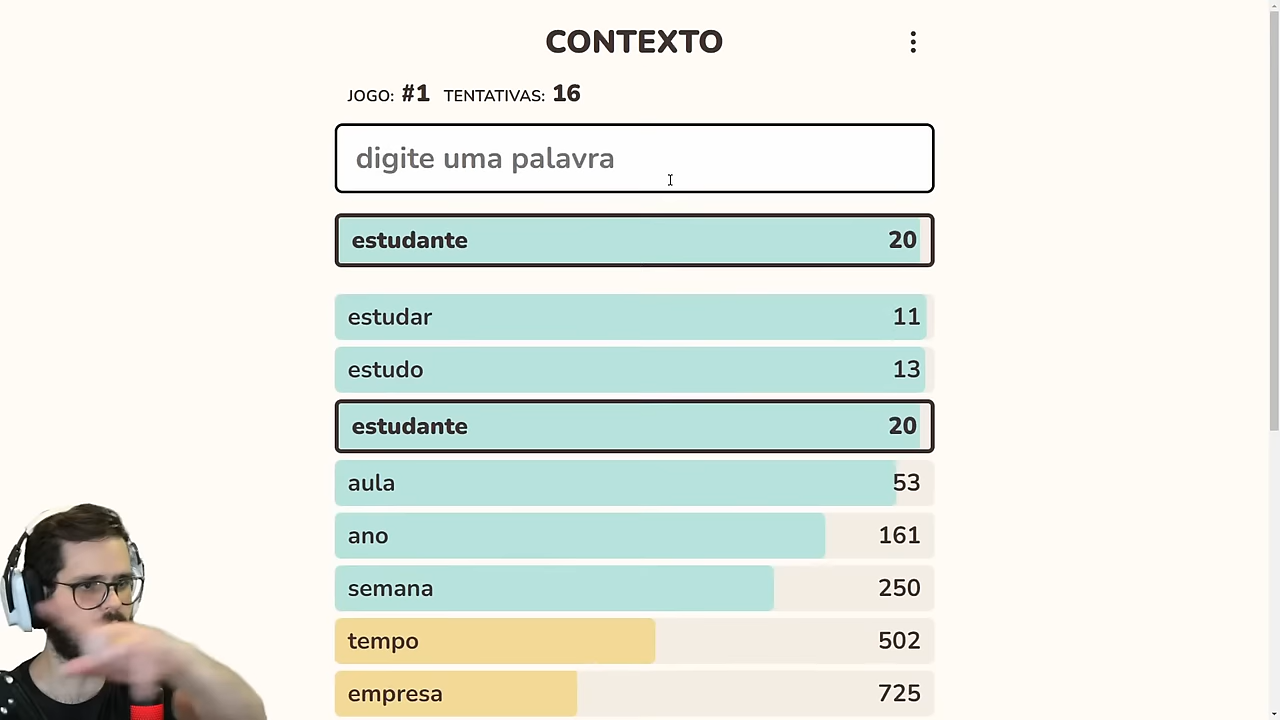 CONTEXTO
JOGO: #1 TENTATIVAS: 16
digite uma palavra
estudante 20
estudar 11
estudo 13
estudante 20
aula 53
ano 161
semana 250
tempo 502
empresa 725